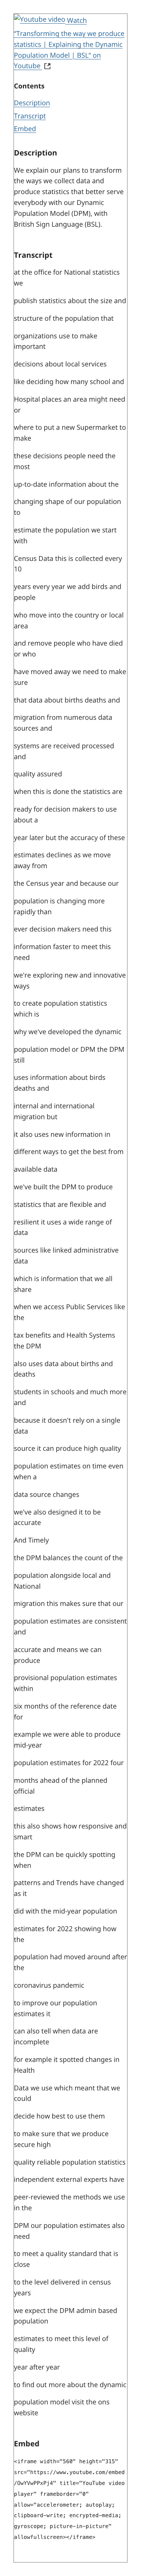 Youtube video Watch
"Transforming the way we produce
statistics | Explaining the Dynamic
Population Model | BSL" on
Youtube
Contents
Description
Transcript
Embed
Description
We explain our plans to transform
the ways we collect data and
produce statistics that better serve
everybody with our Dynamic
Population Model (DPM), with
British Sign Language (BSL).
Transcript
at the office for National statistics
we
publish statistics about the size and
structure of the population that
organizations use to make
important
decisions about local services
like deciding how many school and
Hospital places an area might need
or
where to put a new Supermarket to
make
these decisions people need the
most
up-to-date information about the
changing shape of our population
to
estimate the population we start
with
Census Data this is collected every
10
years every year we add birds and
people
who move into the country or local
area
and remove people who have died
or who
have moved away we need to make
sure
that data about births deaths and
migration from numerous data
sources and
systems are received processed
and
quality assured
when this is done the statistics are
ready for decision makers to use
about a
year later but the accuracy of these
estimates declines as we move
away from
the Census year and because our
population is changing more
rapidly than
ever decision makers need this
information faster to meet this
need
we're exploring new and innovative
ways
to create population statistics
which is
why we've developed the dynamic
population model or DPM the DPM
still
uses information about births
deaths and
internal and international
migration but
it also uses new information in
different ways to get the best from
available data
we've built the DPM to produce
statistics that are flexible and
resilient it uses a wide range of
data
sources like linked administrative
data
which is information that we all
share
when we access Public Services like
the
tax benefits and Health Systems
the DPM
also uses data about births and
deaths
students in schools and much more
and
because it doesn't rely on a single
data
source it can produce high quality
population estimates on time even
when a
data source changes
we've also designed it to be
accurate
And Timely
the DPM balances the count of the
population alongside local and
National
migration this makes sure that our
population estimates are consistent
and
accurate and means we can
produce
provisional population estimates
within
six months of the reference date
for
example we were able to produce
mid-year
population estimates for 2022 four
months ahead of the planned
official
estimates
this also shows how responsive and
smart
the DPM can be quickly spotting
when
patterns and Trends have changed
as it
did with the mid-year population
estimates for 2022 showing how
the
population had moved around after
the
coronavirus pandemic
to improve our population
estimates it
can also tell when data are
incomplete
for example it spotted changes in
Health
Data we use which meant that we
could
decide how best to use them
to make sure that we produce
secure high
quality reliable population statistics
independent external experts have
peer-reviewed the methods we use
in the
DPM our population estimates also
need
to meet a quality standard that is
close
to the level delivered in census
years
we expect the DPM admin based
population
estimates to meet this level of
quality
year after year
to find out more about the dynamic
population model visit the ons
website
Embed
<iframe width="560" height="315"
src="https://www.youtube.com/embed
/OwYVwPPxPj4" title="YouTube video
player" frameborder="0"
allow="accelerometer; autoplay;
clipboard-write; encrypted-media;
gyroscope; picture-in-picture"
allowfullscreen></iframe>